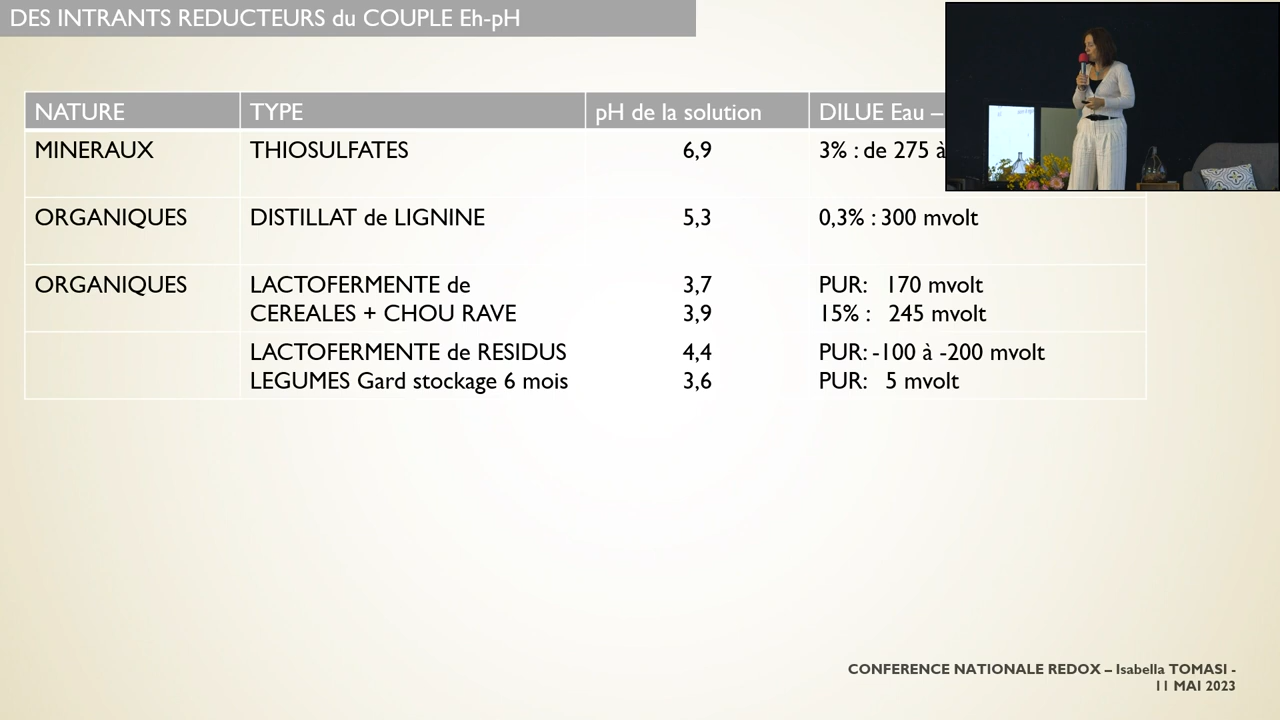 DES INTRANTS REDUCTEURS du COUPLE Eh-pH
NATURE TYPE pH de la solution DILUE Eau –
MINERAUX THIOSULFATES 6,9 3% : de 275 à
ORGANIQUES DISTILLAT de LIGNINE 5,3 0,3% : 300 mvolt
ORGANIQUES LACTOFERMENTE de 3,7 PUR: 170 mvolt
CEREALES + CHOU RAVE 3,9 15% : 245 mvolt
LACTOFERMENTE de RESIDUS 4,4 PUR: -100 à -200 mvolt
LEGUMES Gard stockage 6 mois 3,6 PUR: 5 mvolt
CONFERENCE NATIONALE REDOX – Isabella TOMASI -
11 MAI 2023